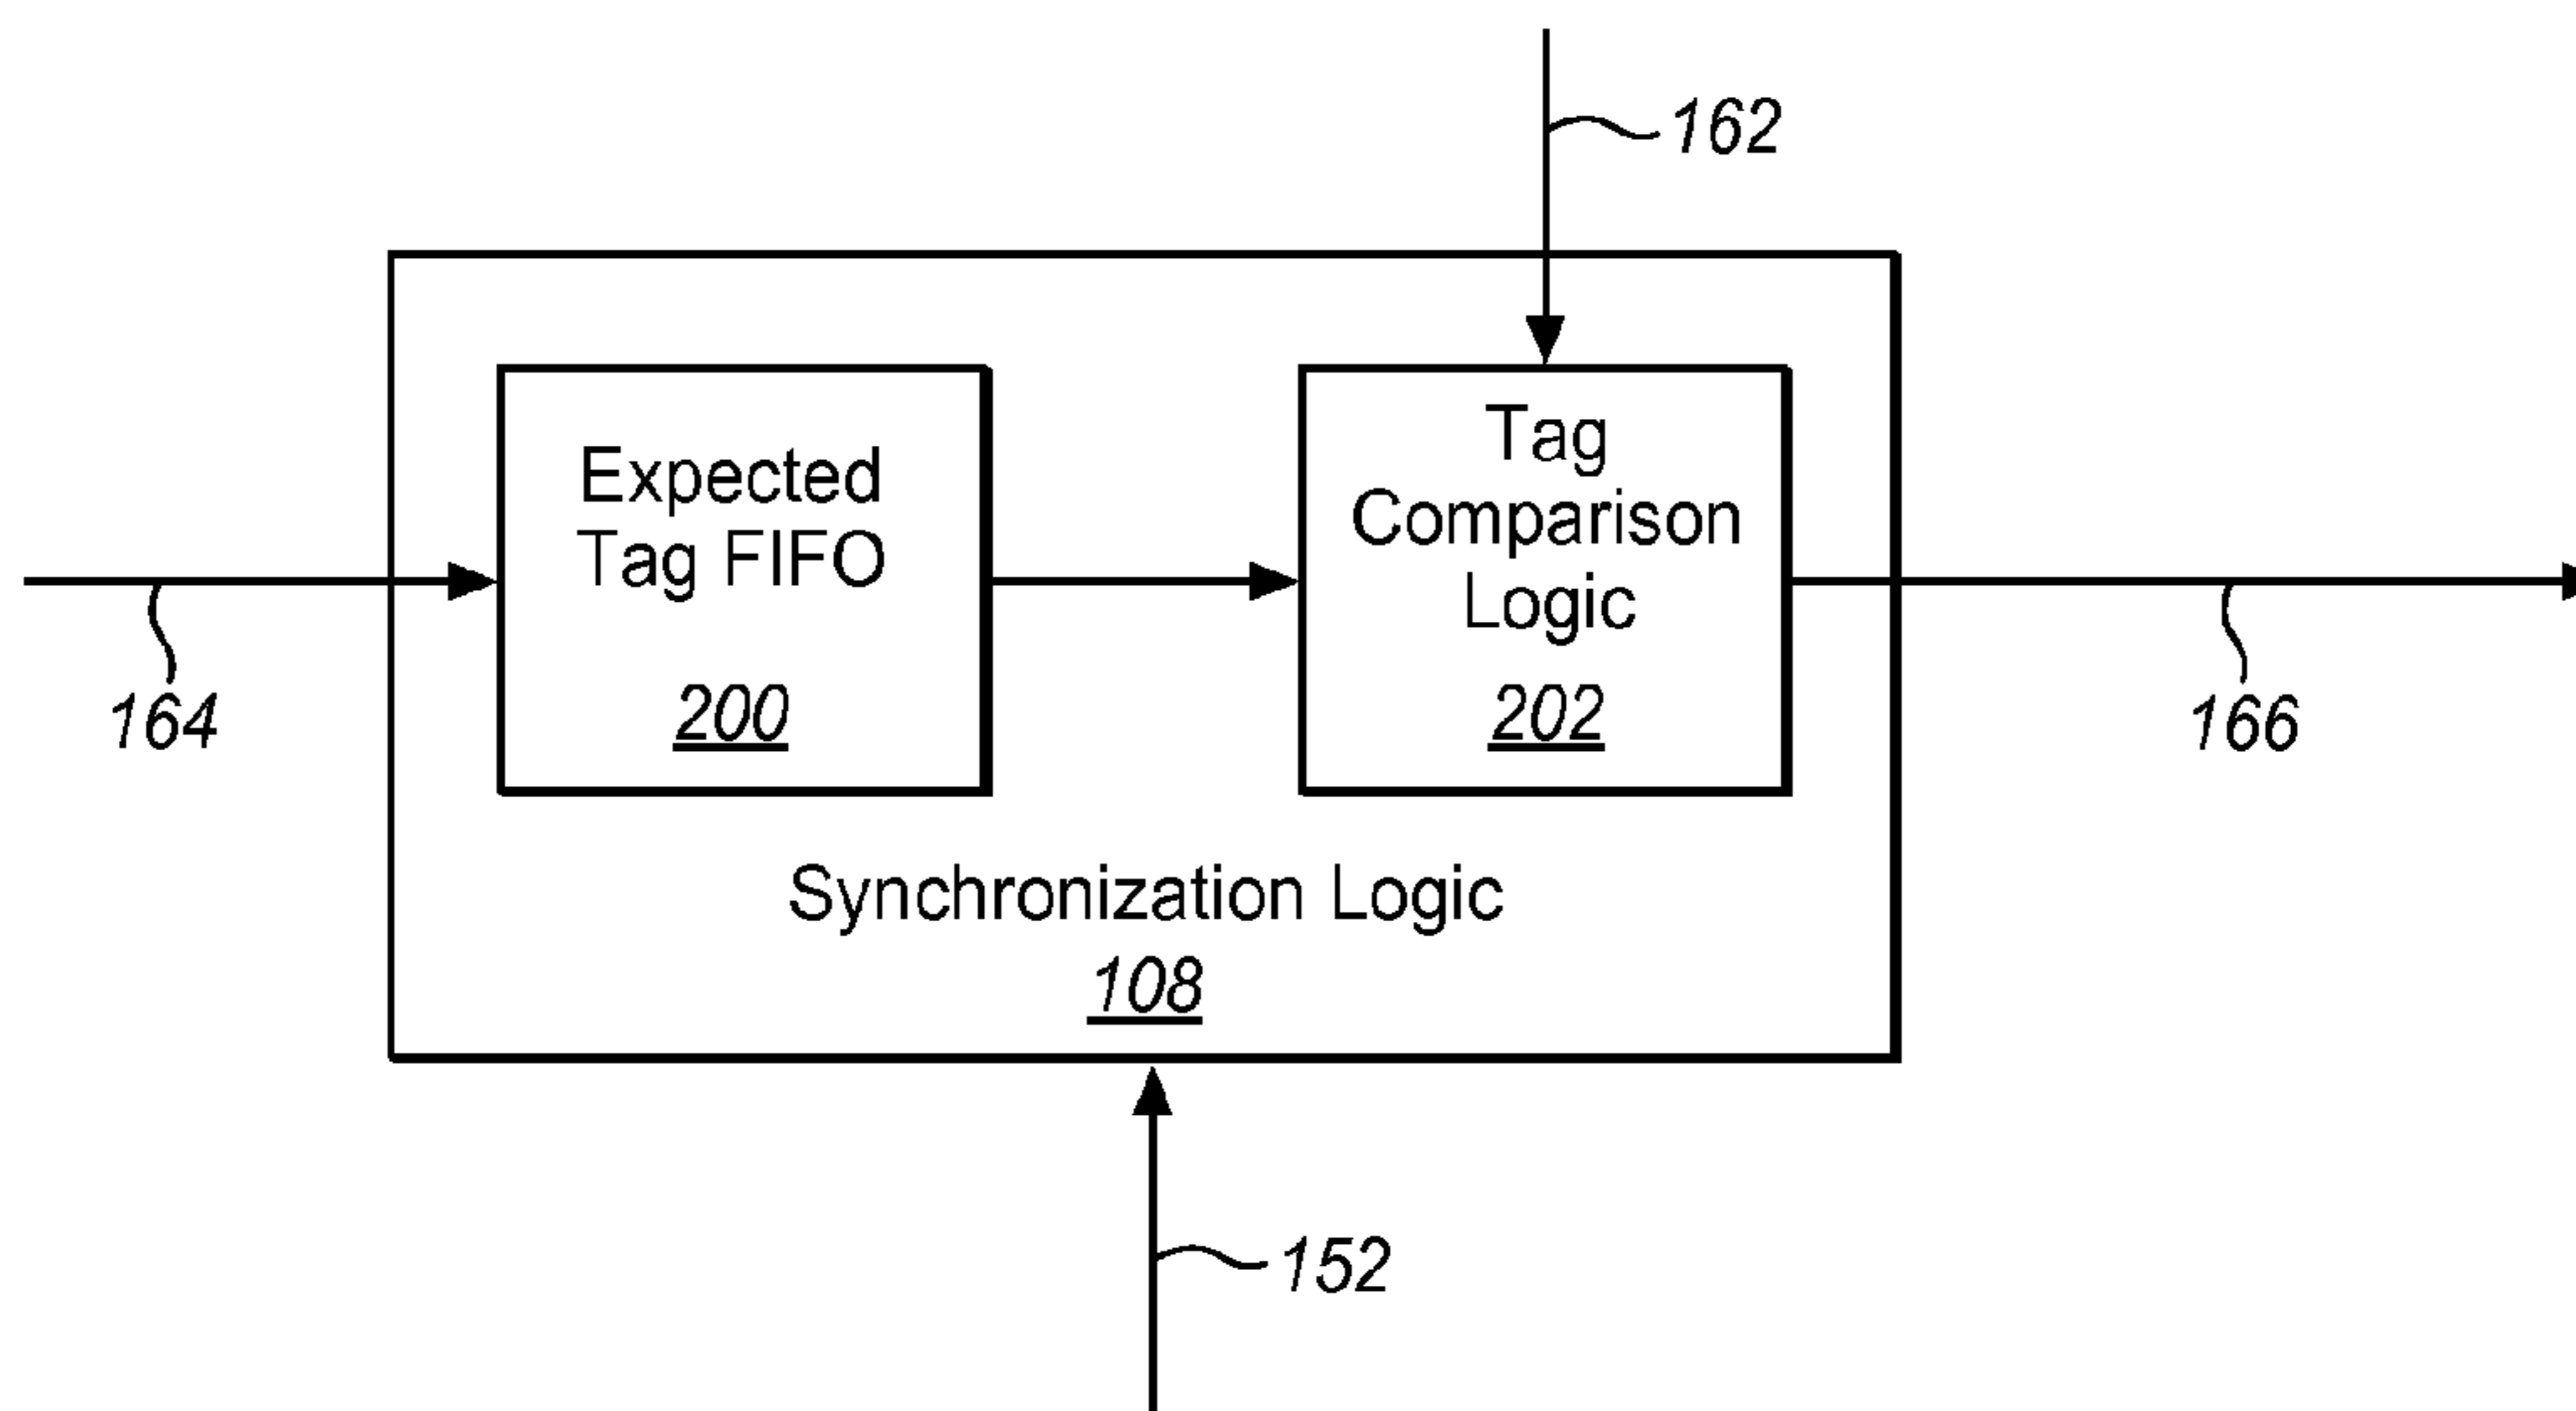 162
Expected
Tag FIFO
200
Tag
Comparison
Logic
202
164
166
Synchronization Logic
108
152